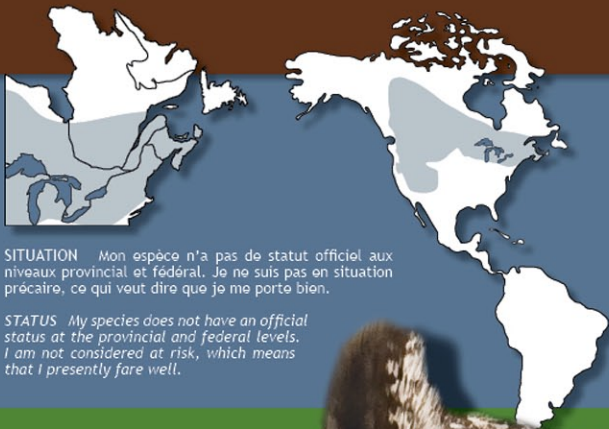 SITUATION Mon espèce n'a pas de statut officiel aux
niveaux provincial et fédéral. Je ne suis pas en situation
précaire, ce qui veut dire que je me porte bien.
STATUS My species does not have an official
status at the provincial and federal levels.
I am not considered at risk, which means
that I presently fare well.